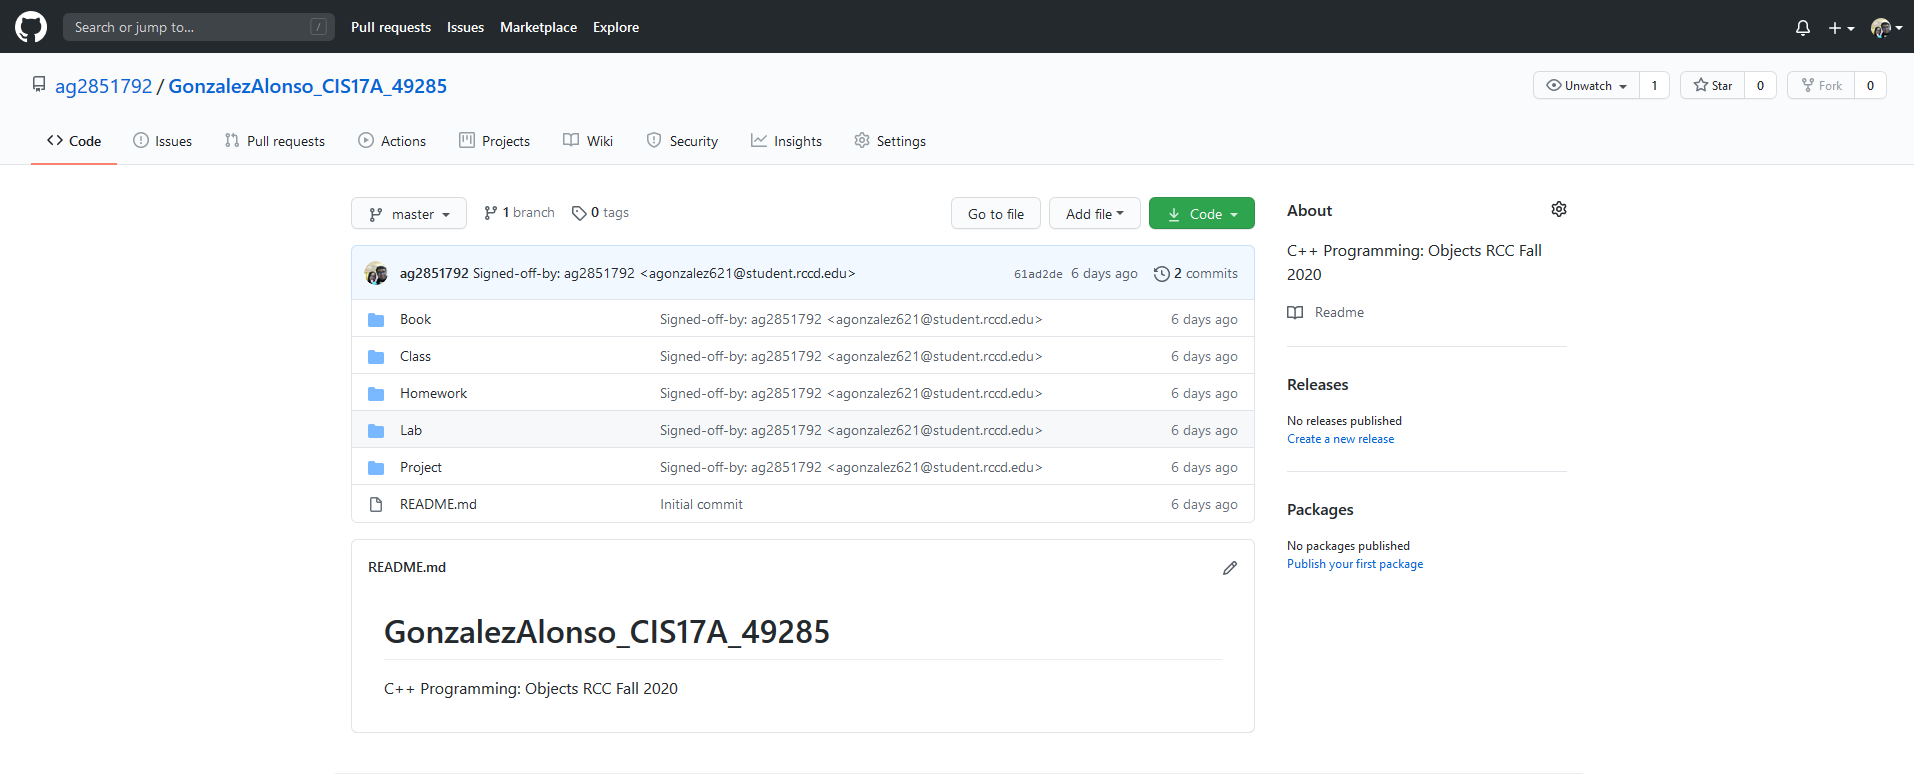 Search or jump to... /
Pull requests Issues Marketplace Explore
ag2851792 / GonzalezAlonso_CIS17A_49285
Unwatch 1 Star 0 Fork 0
Code Issues Pull requests Actions Projects Wiki Security Insights Settings
master 1 branch 0 tags
Go to file Add file Code
ag2851792 Signed-off-by: ag2851792 <agonzalez621@student.rccd.edu> 61ad2de 6 days ago 2 commits
Book Signed-off-by: ag2851792 <agonzalez621@student.rccd.edu> 6 days ago
Class Signed-off-by: ag2851792 <agonzalez621@student.rccd.edu> 6 days ago
Homework Signed-off-by: ag2851792 <agonzalez621@student.rccd.edu> 6 days ago
Lab Signed-off-by: ag2851792 <agonzalez621@student.rccd.edu> 6 days ago
Project Signed-off-by: ag2851792 <agonzalez621@student.rccd.edu> 6 days ago
README.md Initial commit 6 days ago
README.md
GonzalezAlonso_CIS17A_49285
C++ Programming: Objects RCC Fall 2020
About
C++ Programming: Objects RCC Fall
2020
Readme
Releases
No releases published
Create a new release
Packages
No packages published
Publish your first package